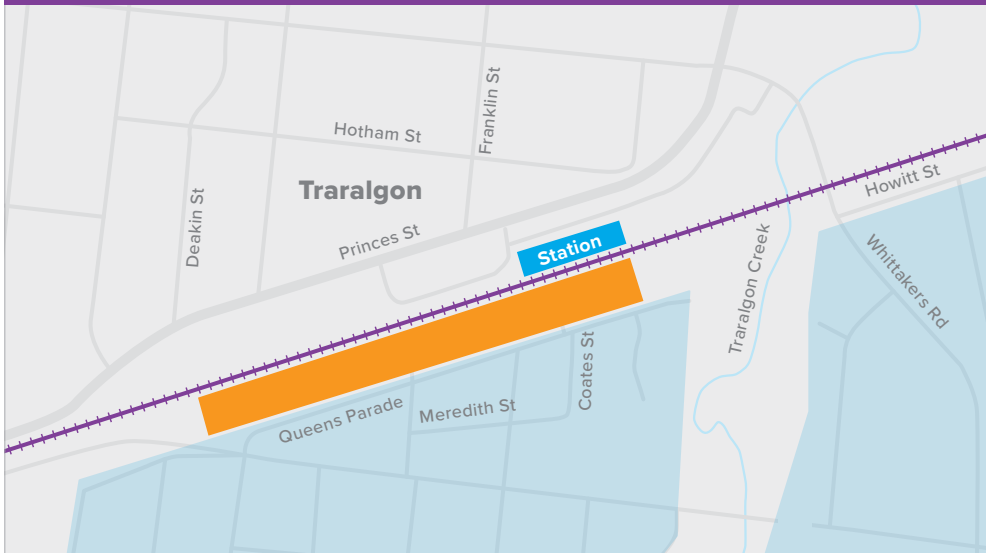 Franklin St
Hotham St
Traralgon
Deakin St
Princes St
Station
Howitt St
Traralgon Creek
Whittakers Rd
Coates St
Queens Parade
Meredith St